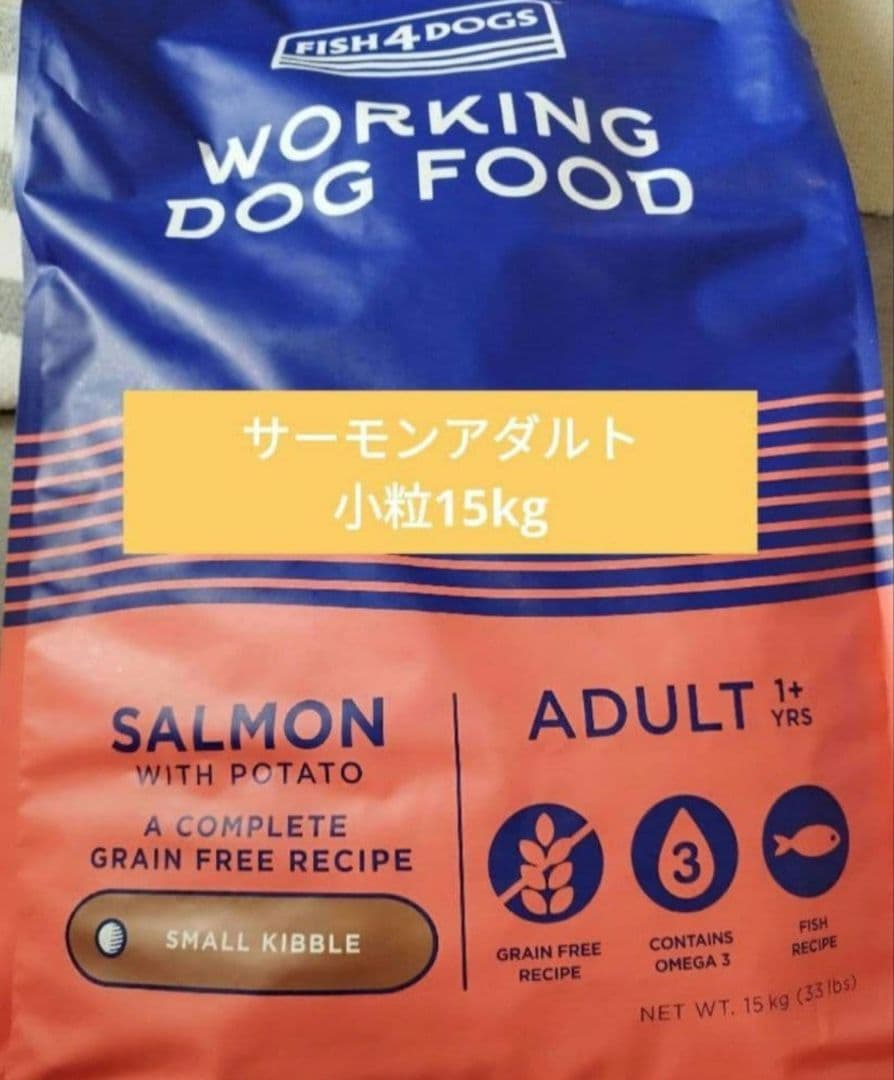 FISH4DOGS
WORKING
DOG FOOD
サーモンアダルト
小粒15kg
SALMON
WITH POTATO
A COMPLETE
GRAIN FREE RECIPE
SMALL KIBBLE
ADULT 1+
YRS
3
GRAIN FREE
RECIPE
CONTAINS
OMEGA 3
FISH
RECIPE
NET WT. 15 kg (33 lbs)